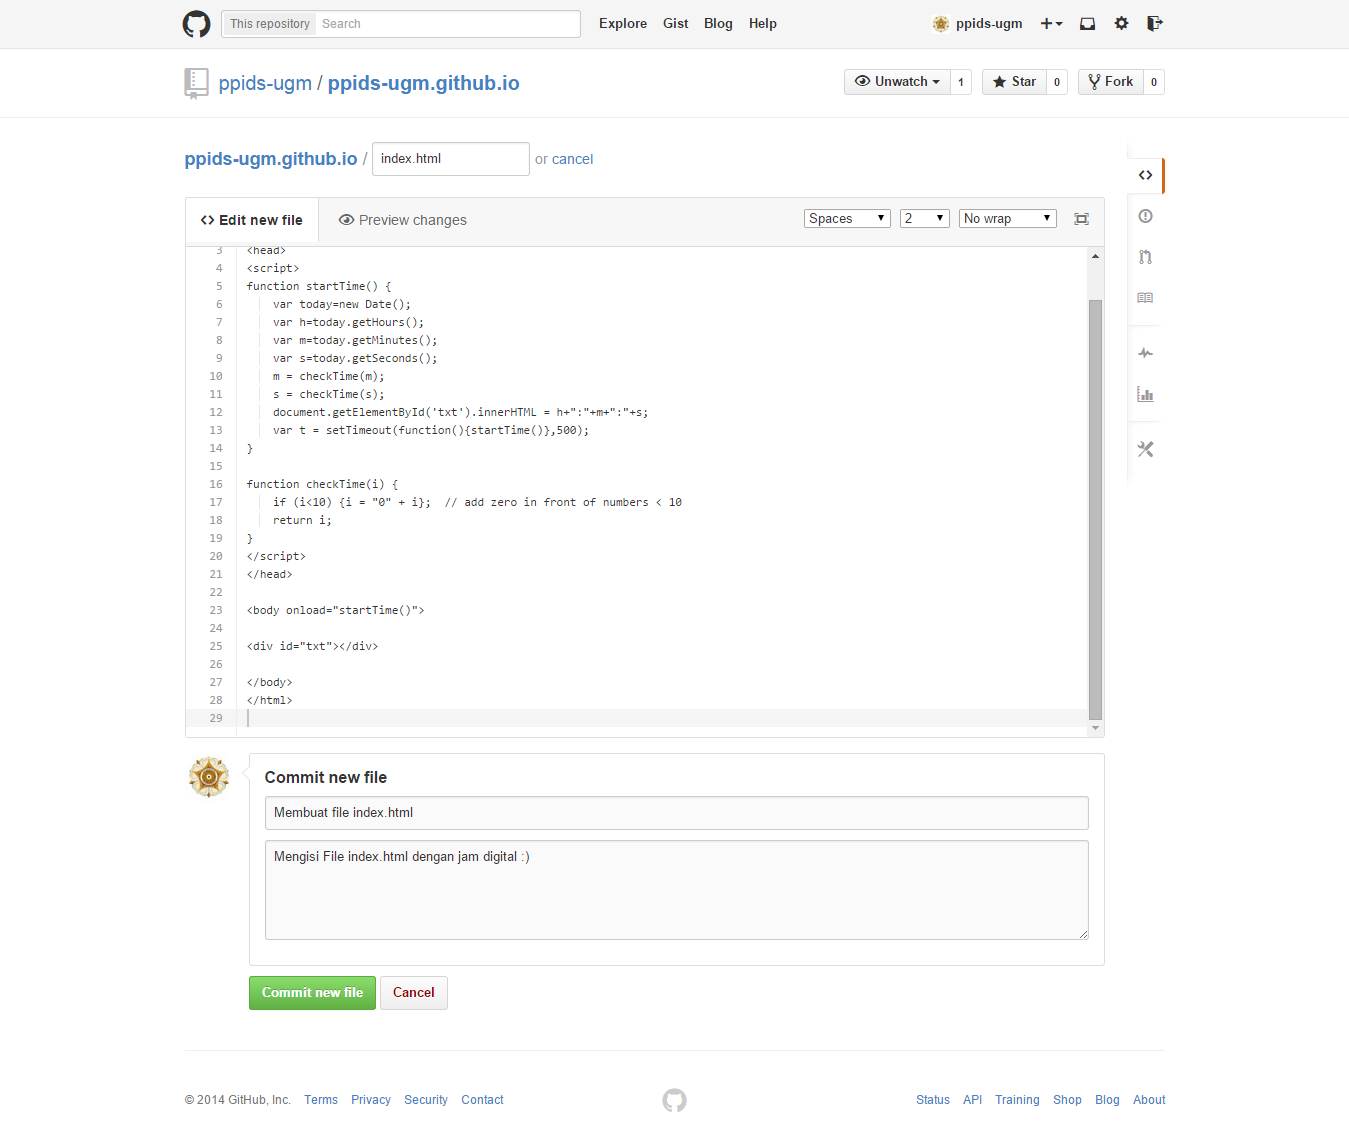 This repository Search Explore Gist Blog Help ppids-ugm
ppids-ugm / ppids-ugm.github.io Unwatch 1 Star 0 Fork 0
ppids-ugm.github.io / index.html or cancel
Edit new file Preview changes Spaces 2 No wrap
3 <head>
4 <script>
5 function startTime() {
6 var today=new Date();
7 var h=today.getHours();
8 var m=today.getMinutes();
9 var s=today.getSeconds();
10 m = checkTime(m);
11 s = checkTime(s);
12 document.getElementById('txt').innerHTML = h+":"+m+":"+s;
13 var t = setTimeout(function(){startTime()},500);
14 }
15
16 function checkTime(i) {
17 if (i<10) {i = "0" + i};  // add zero in front of numbers < 10
18 return i;
19 }
20 </script>
21 </head>
22
23 <body onload="startTime()">
24
25 <div id="txt"></div>
26
27 </body>
28 </html>
29
Commit new file
Membuat file index.html
Mengisi File index.html dengan jam digital :)
Commit new file Cancel
© 2014 GitHub, Inc. Terms Privacy Security Contact Status API Training Shop Blog About